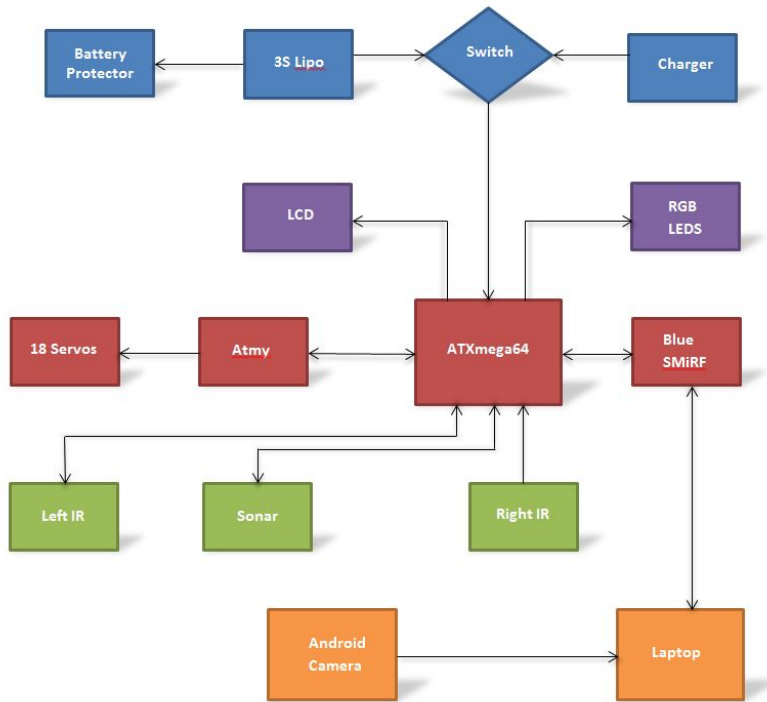 Battery
Protector
3S Lipo
Switch
Charger
LCD
RGB
LEDS
18 Servos
Atmy
ATXmega64
Blue
SMiRF
Left IR
Sonar
Right IR
Android
Camera
Laptop